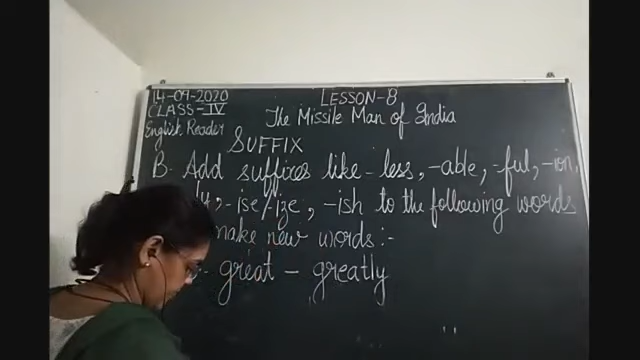 14-09-2020
CLASS-IV
English Reader
LESSON-8
The Missile Man of India
SUFFIX
B. Add suffixes like -less, -able, -ful, -ion,
ly, -ise/-ize, -ish to the following words
make new words:-
great - greatly